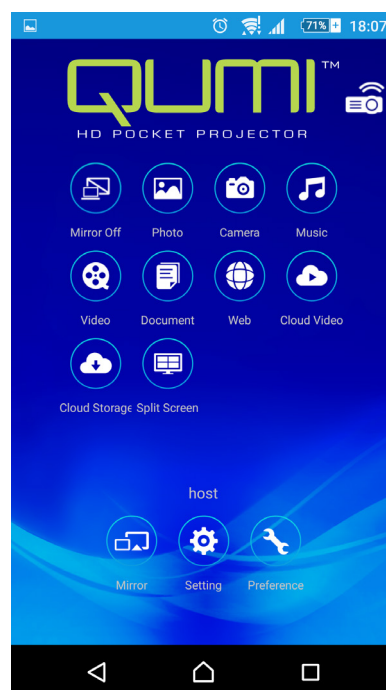 71% 18:07
QUMI™
HD POCKET PROJECTOR
Mirror Off Photo Camera Music
Video Document Web Cloud Video
Cloud Storage Split Screen
host
Mirror Setting Preference